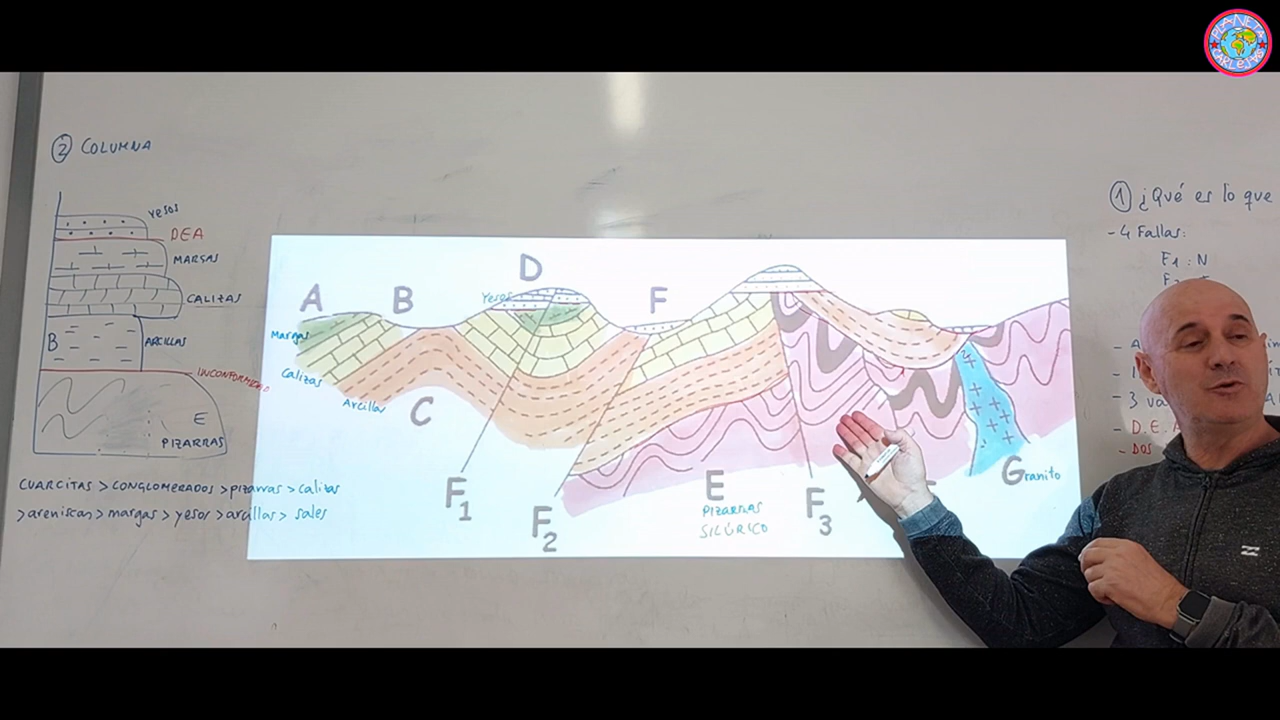 PLANETA CARLEJAS
② COLUMNA
yesos
DEA
MARGAS
CALIZAS
B
ARCILLAS
INCONFORMIDAD
E
PIZARRAS
CUARCITAS > CONGLOMERADOS > pizarras > calizas
> areniscas > margas > yesos > arcillas > sales
A
B
D
Yesos
F
Margas
Calizas
Arcillas
C
F1
F2
E
PIZARRAS
SILÚRICO
F3
Granito
① ¿Qué es lo que
- 4 Fallas:
F1: N
- 3
- D.E.A
- DOS